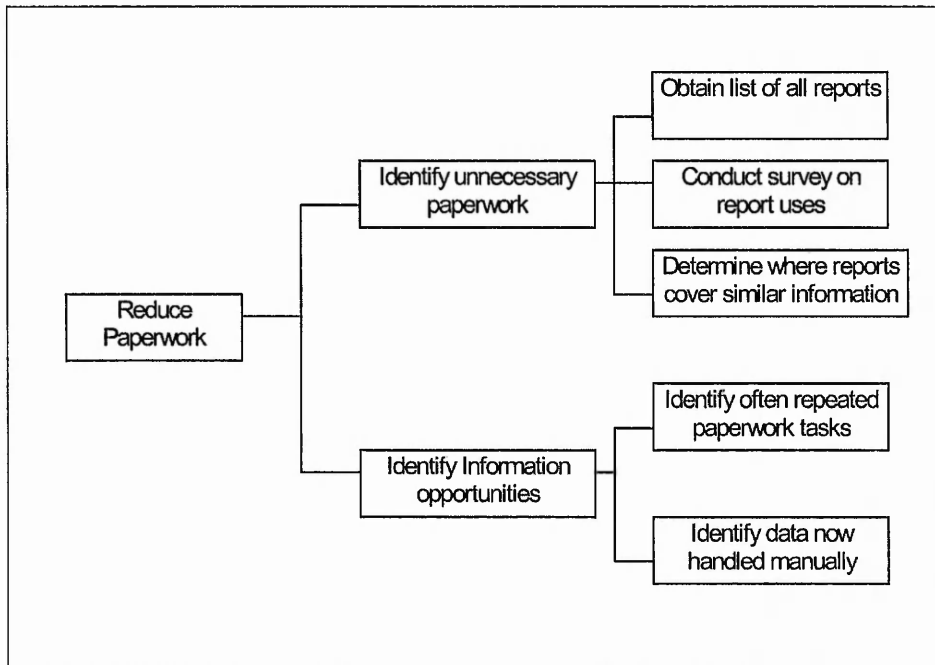 Obtain list of all reports
Identify unnecessary
paperwork
Conduct survey on
report uses
Determine where reports
cover similar information
Reduce
Paperwork
Identify often repeated
paperwork tasks
Identify Information
opportunities
Identify data now
handled manually